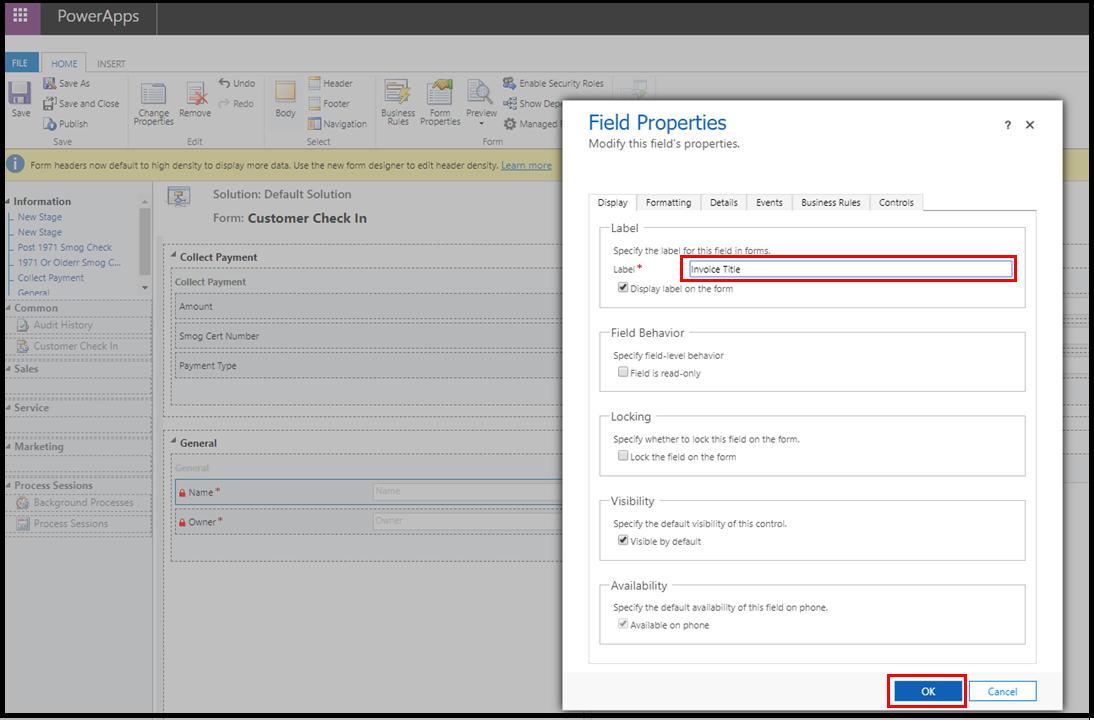 PowerApps
FILE
HOME
INSERT
Save
Save As
Save and Close
Publish
Save
Change Properties
Remove
Undo
Redo
Edit
Body
Header
Footer
Navigation
Select
Business Rules
Form Properties
Preview
Enable Security Roles
Show Dep
Managed
Form
Form headers now default to high density to display more data. Use the new form designer to edit header density. Learn more
Information
New Stage
New Stage
Post 1971 Smog Check
1971 Or Olderr Smog C...
Collect Payment
General
Common
Audit History
Customer Check In
Sales
Service
Marketing
Process Sessions
Background Processes
Process Sessions
Solution: Default Solution
Form: Customer Check In
Collect Payment
Collect Payment
Amount
Smog Cert Number
Payment Type
General
General
Name *
Name
Owner *
Owner
Field Properties
? ✕
Modify this field's properties.
Display
Formatting
Details
Events
Business Rules
Controls
Label
Specify the label for this field in forms.
Label *
Invoice Title
Display label on the form
Field Behavior
Specify field-level behavior
Field is read-only
Locking
Specify whether to lock this field on the form.
Lock the field on the form
Visibility
Specify the default visibility of this control.
Visible by default
Availability
Specify the default availability of this field on phone.
Available on phone
OK
Cancel